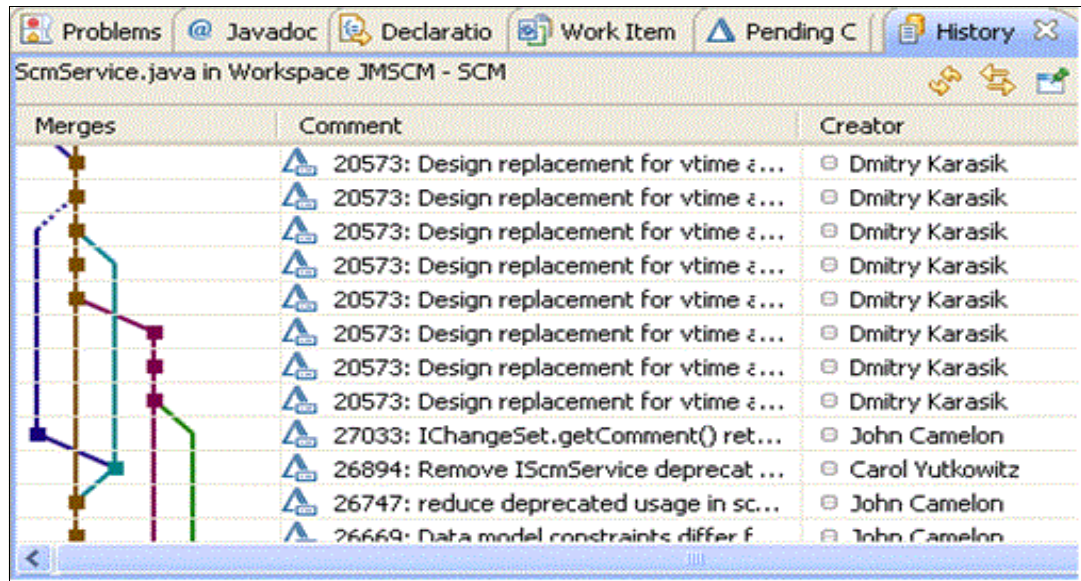 Problems @ Javadoc Declaratio Work Item Pending C History
ScmService.java in Workspace JMSCM - SCM
Merges Comment Creator
20573: Design replacement for vtime a... Dmitry Karasik
20573: Design replacement for vtime a... Dmitry Karasik
20573: Design replacement for vtime a... Dmitry Karasik
20573: Design replacement for vtime a... Dmitry Karasik
20573: Design replacement for vtime a... Dmitry Karasik
20573: Design replacement for vtime a... Dmitry Karasik
20573: Design replacement for vtime a... Dmitry Karasik
20573: Design replacement for vtime a... Dmitry Karasik
27033: IChangeSet.getComment() ret... John Camelon
26894: Remove IScmService deprecat ... Carol Yutkowitz
26747: reduce deprecated usage in sc... John Camelon
26669: Data model constraints differ f... John Camelon